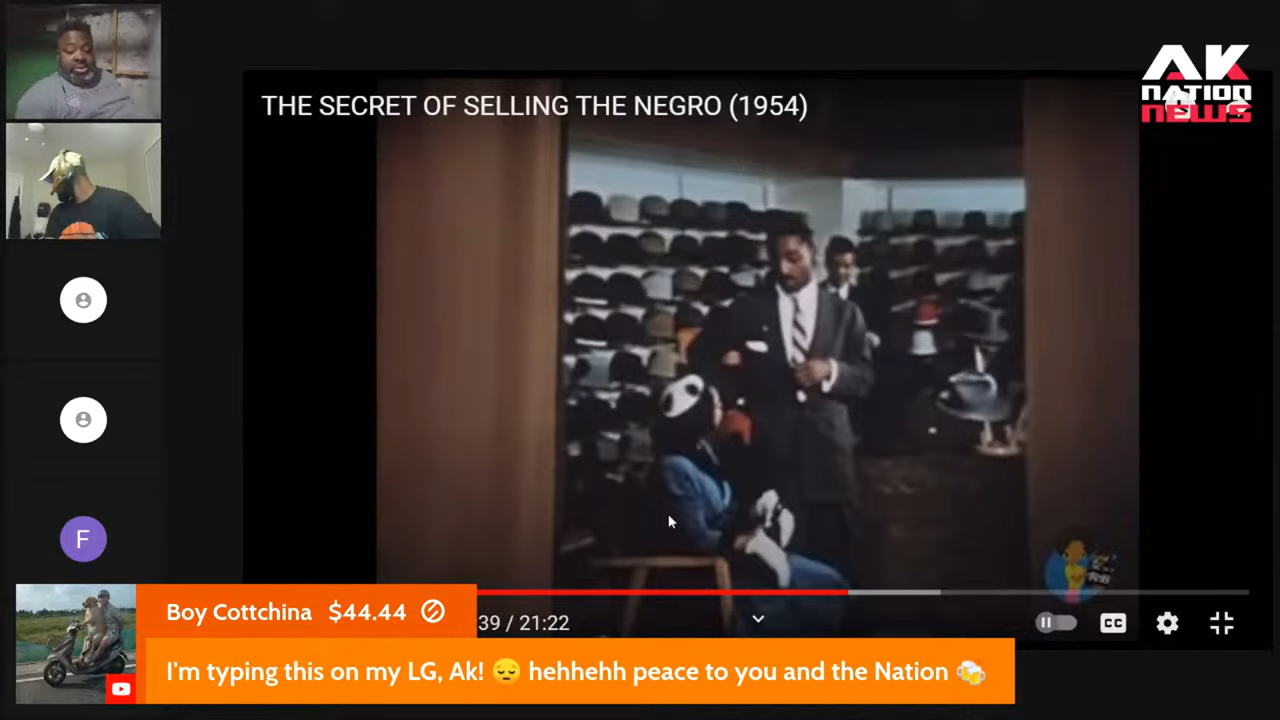 THE SECRET OF SELLING THE NEGRO (1954)
AK
NATION
NEWS
F
39 / 21:22
CC
Boy Cottchina $44.44
I'm typing this on my LG, Ak! 😔 hehhehh peace to you and the Nation 🍻